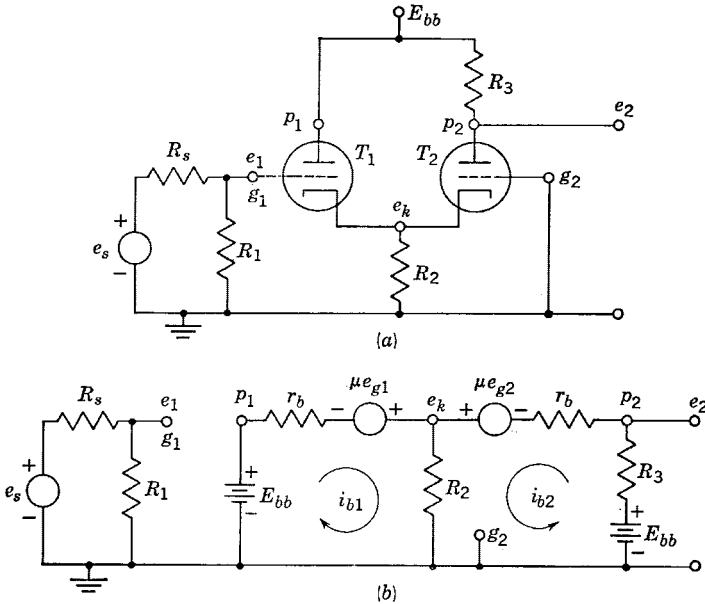 E_bb
R_3
p_1
p_2
e_2
R_s
e_1
T_1
T_2
g_1
g_2
e_k
+
e_s
R_1
R_2
-
(a)
R_s
e_1
p_1
r_b
μe_g1
e_k
μe_g2
r_b
p_2
e_2
g_1
- +
+ -
+
+
R_3
e_s
R_1
E_bb
i_b1
R_2
i_b2
+
-
-
g_2
E_bb
-
(b)